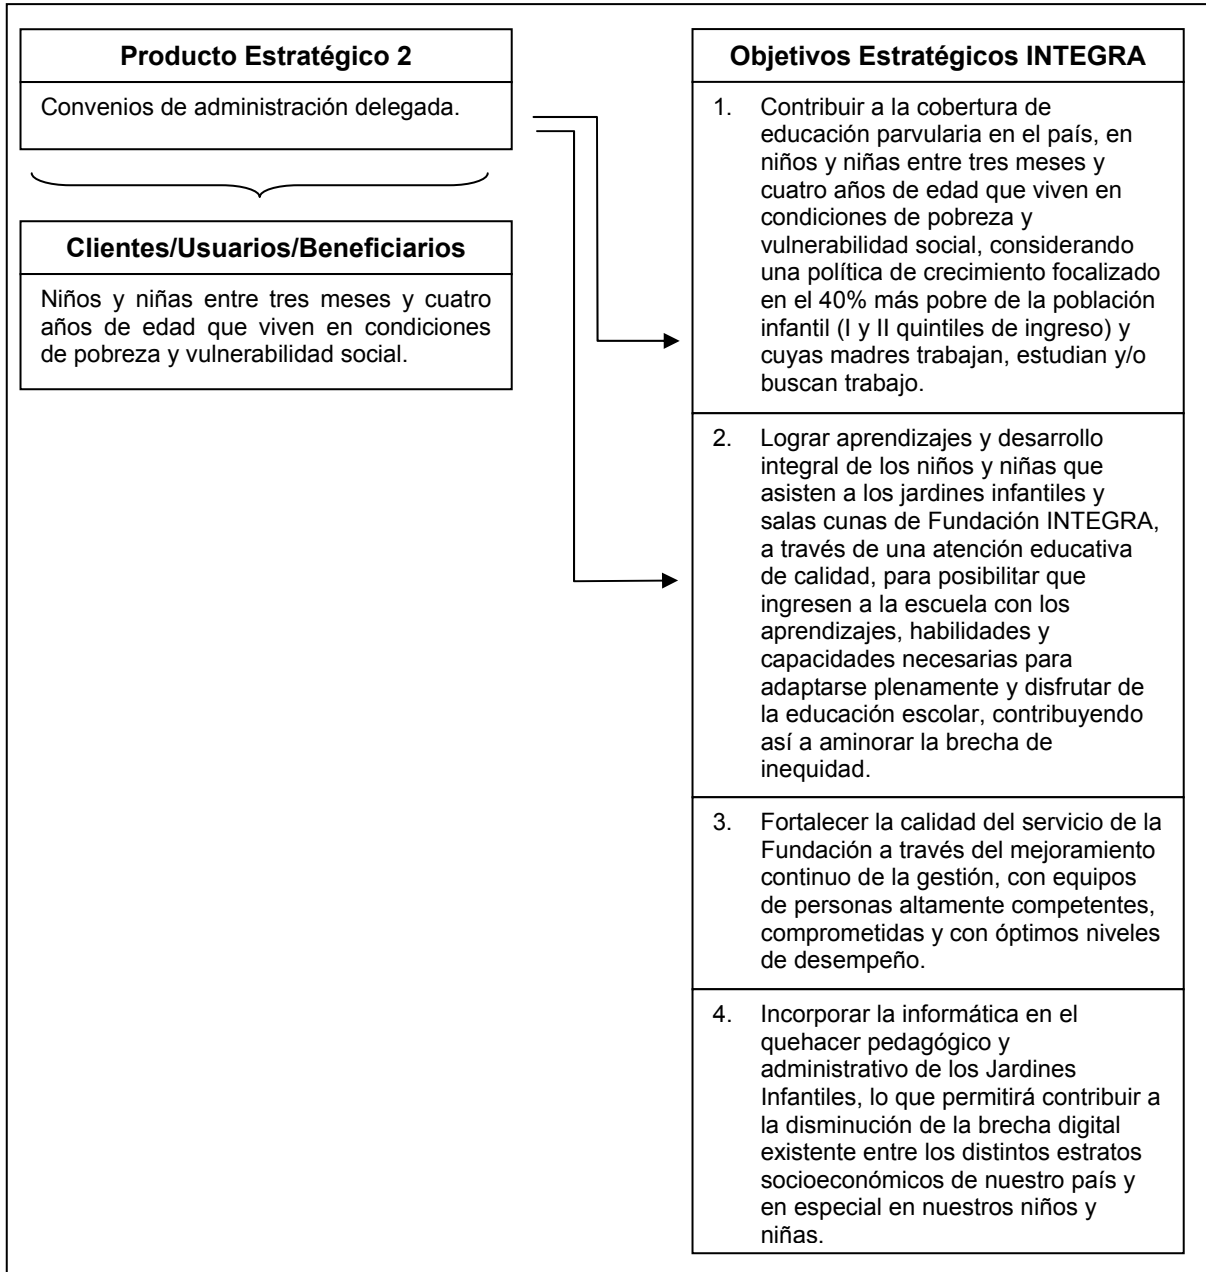 Producto Estratégico 2
Convenios de administración delegada.
Clientes/Usuarios/Beneficiarios
Niños y niñas entre tres meses y cuatro
años de edad que viven en condiciones
de pobreza y vulnerabilidad social.
Objetivos Estratégicos INTEGRA
1. Contribuir a la cobertura de
educación parvularia en el país, en
niños y niñas entre tres meses y
cuatro años de edad que viven en
condiciones de pobreza y
vulnerabilidad social, considerando
una política de crecimiento focalizado
en el 40% más pobre de la población
infantil (I y II quintiles de ingreso) y
cuyas madres trabajan, estudian y/o
buscan trabajo.
2. Lograr aprendizajes y desarrollo
integral de los niños y niñas que
asisten a los jardines infantiles y
salas cunas de Fundación INTEGRA,
a través de una atención educativa
de calidad, para posibilitar que
ingresen a la escuela con los
aprendizajes, habilidades y
capacidades necesarias para
adaptarse plenamente y disfrutar de
la educación escolar, contribuyendo
así a aminorar la brecha de
inequidad.
3. Fortalecer la calidad del servicio de la
Fundación a través del mejoramiento
continuo de la gestión, con equipos
de personas altamente competentes,
comprometidas y con óptimos niveles
de desempeño.
4. Incorporar la informática en el
quehacer pedagógico y
administrativo de los Jardines
Infantiles, lo que permitirá contribuir a
la disminución de la brecha digital
existente entre los distintos estratos
socioeconómicos de nuestro país y
en especial en nuestros niños y
niñas.